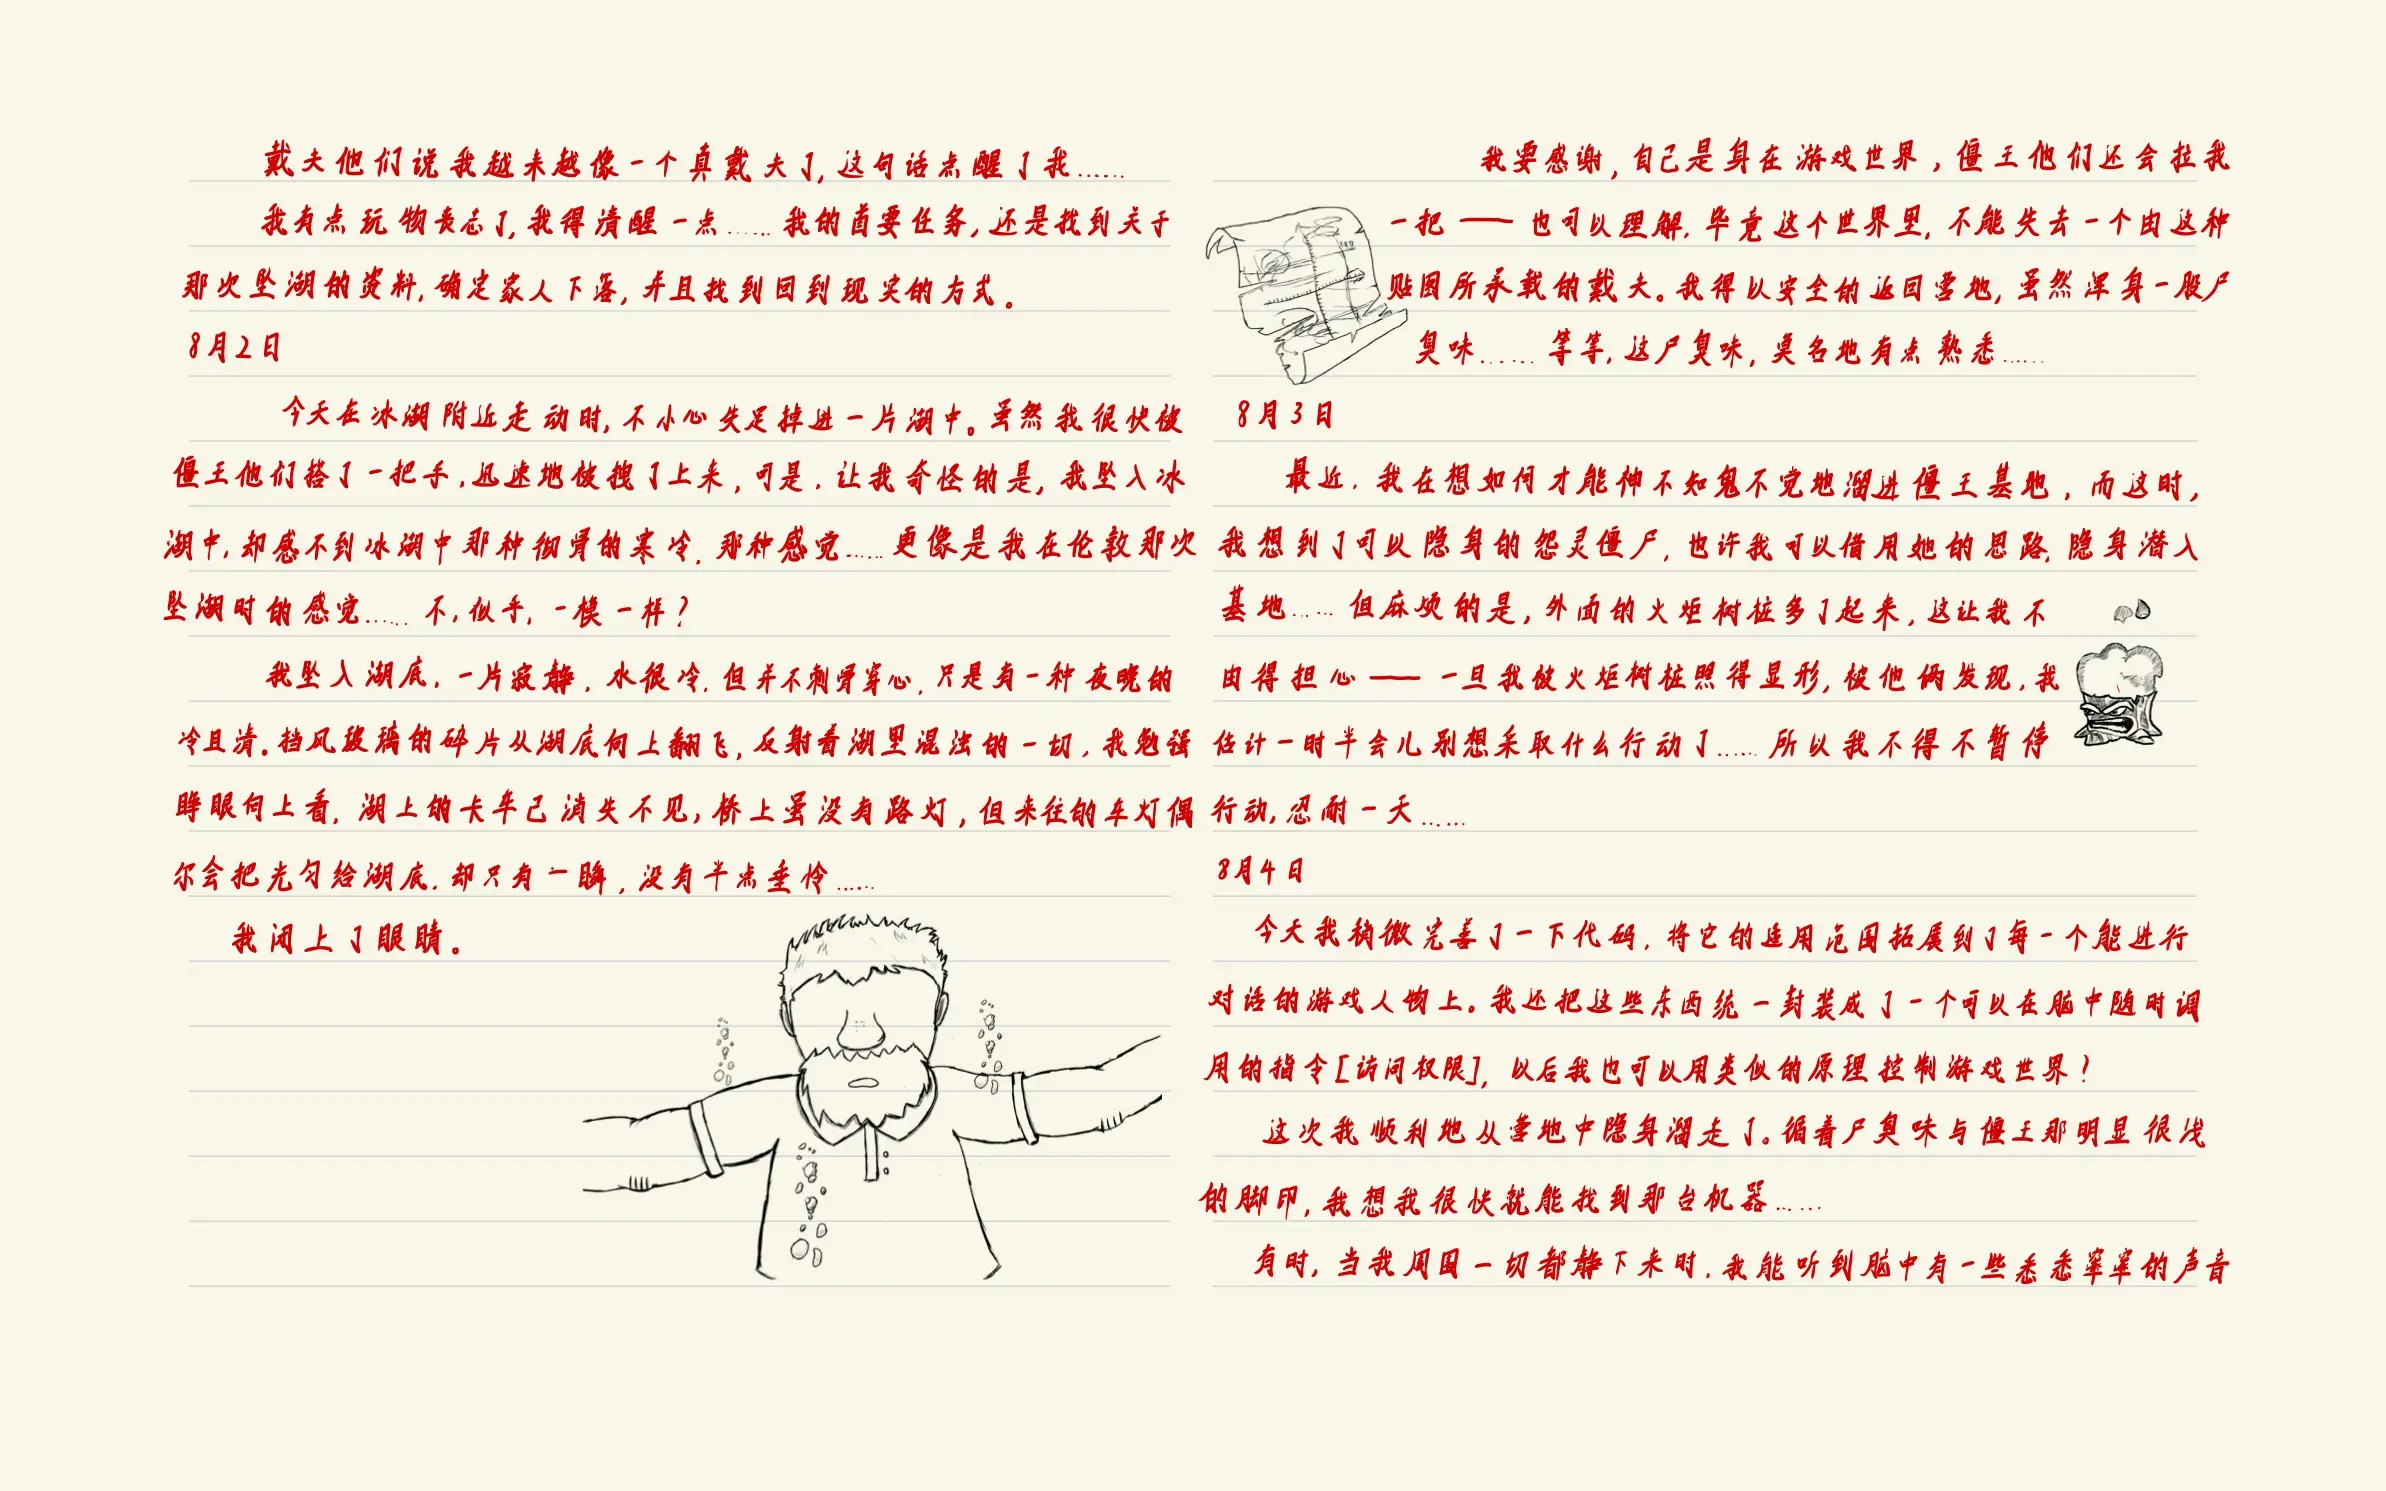 戴夫他们说我越来越像一个真戴夫了,这句话点醒了我……
我有点玩物丧志了,我得清醒一点……我的首要任务,还是找到关于
那次坠湖的资料,确定家人下落,并且找到回到现实的方式。
8月2日
今天在冰湖附近走动时,不小心失足掉进一片湖中。虽然我很快被
僵王他们搭了一把手,迅速地被拽了上来,可是,让我奇怪的是,我坠入冰
湖中,却感不到冰湖中那种彻骨的寒冷,那种感觉……更像是我在伦敦那次
坠湖时的感觉……不,似乎,一模一样?
我坠入湖底,一片寂静,水很冷,但并不刺骨穿心,只是有一种夜晚的
冷且清。挡风玻璃的碎片从湖底向上翻飞,反射着湖里混浊的一切,我勉强
睁眼向上看,湖上的卡车已消失不见,桥上虽没有路灯,但来往的车灯偶
尔会把光匀给湖底,却只有一瞬,没有半点垂怜……
我闭上了眼睛。
我要感谢,自己是身在游戏世界,僵王他们还会拉我
一把——也可以理解,毕竟这个世界里,不能失去一个由这种
贴图所承载的戴夫。我得以安全的返回营地,虽然浑身一股尸
臭味……等等,这尸臭味,莫名地有点熟悉……
8月3日
最近,我在想如何才能神不知鬼不觉地溜进僵王基地,而这时,
我想到了可以隐身的怨灵僵尸,也许我可以借用她的思路,隐身潜入
基地……但麻烦的是,外面的火炬树桩多了起来,这让我不
由得担心——一旦我被火炬树桩照得显形,被他俩发现,我
估计一时半会儿别想采取什么行动了……所以我不得不暂停
行动,忍耐一天……
8月4日
今天我稍微完善了一下代码,将它的适用范围拓展到了每一个能进行
对话的游戏人物上。我还把这些东西统一封装成了一个可以在脑中随时调
用的指令[访问权限],以后我也可以用类似的原理控制游戏世界?
这次我顺利地从营地中隐身溜走了。循着尸臭味与僵王那明显很浅
的脚印,我想我很快就能找到那台机器……
有时,当我周围一切都静下来时,我能听到脑中有一些悉悉窣窣的声音